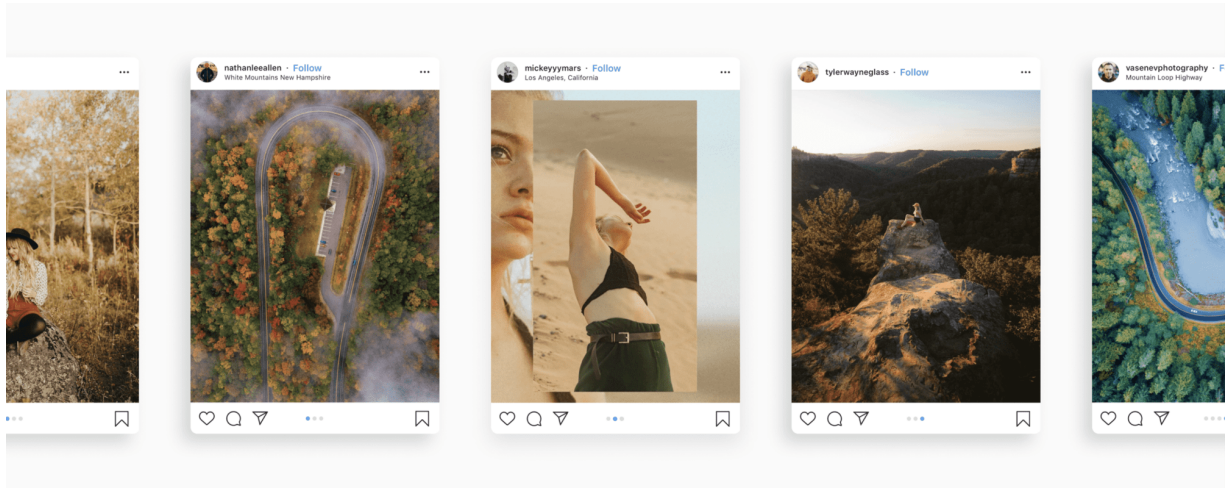 nathanleeallen · Follow
White Mountains New Hampshire
mickeyyymars · Follow
Los Angeles, California
tylerwayneglass · Follow
vasenevphotography ·
Mountain Loop Highway